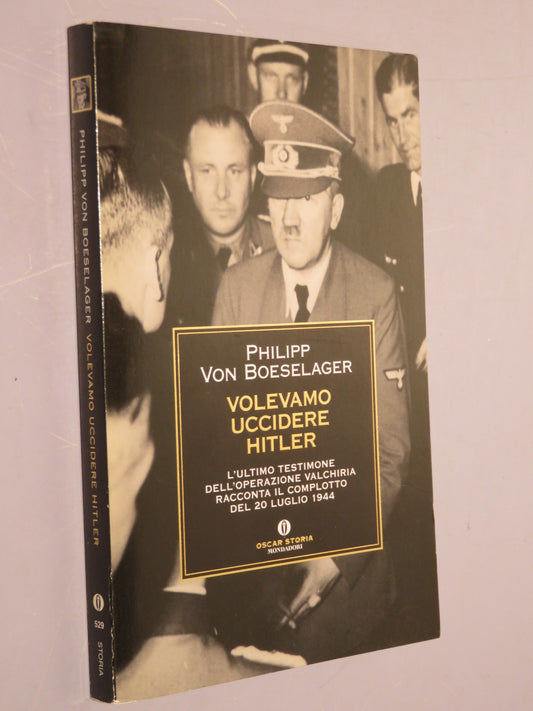 PHILIPP VON BOESELAGER VOLEVAMO UCCIDERE HITLER
529
STORIA
PHILIPP
VON BOESELAGER
VOLEVAMO
UCCIDERE
HITLER
L'ULTIMO TESTIMONE
DELL'OPERAZIONE VALCHIRIA
RACCONTA IL COMPLOTTO
DEL 20 LUGLIO 1944
OSCAR STORIA
MONDADORI